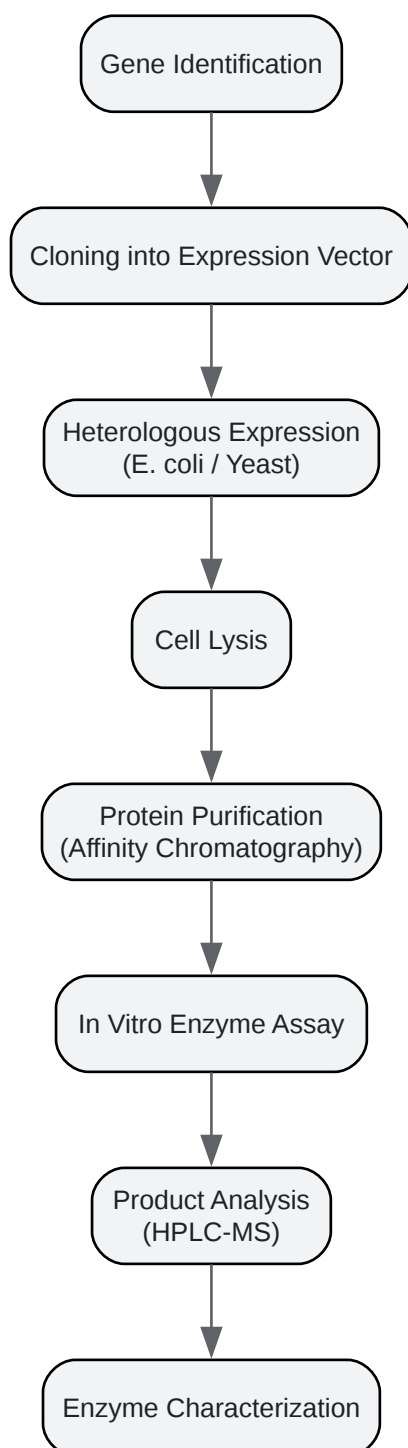 Gene Identification
Cloning into Expression Vector
Heterologous Expression
(E. coli / Yeast)
Cell Lysis
Protein Purification
(Affinity Chromatography)
In Vitro Enzyme Assay
Product Analysis
(HPLC-MS)
Enzyme Characterization